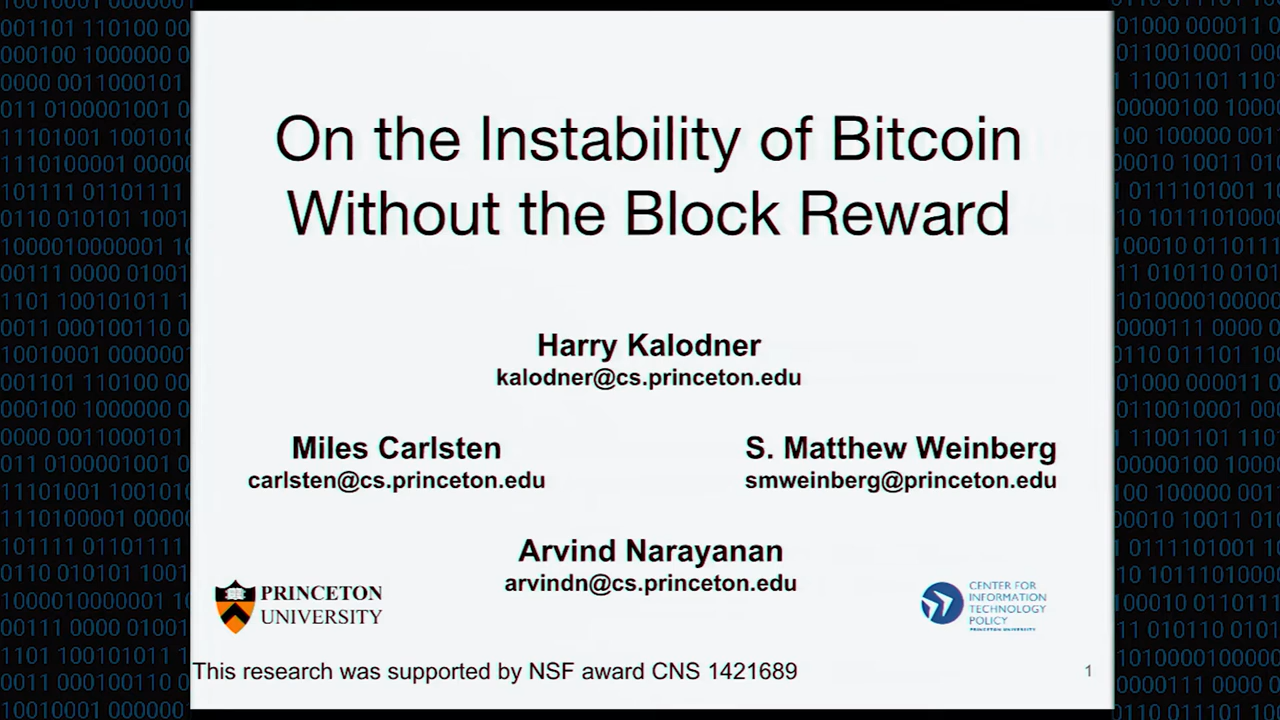 On the Instability of Bitcoin
Without the Block Reward
Harry Kalodner
kalodner@cs.princeton.edu
Miles Carlsten
carlsten@cs.princeton.edu
S. Matthew Weinberg
smweinberg@princeton.edu
Arvind Narayanan
arvindn@cs.princeton.edu
PRINCETON
UNIVERSITY
CENTER FOR
INFORMATION
TECHNOLOGY
POLICY
PRINCETON UNIVERSITY
This research was supported by NSF award CNS 1421689
1